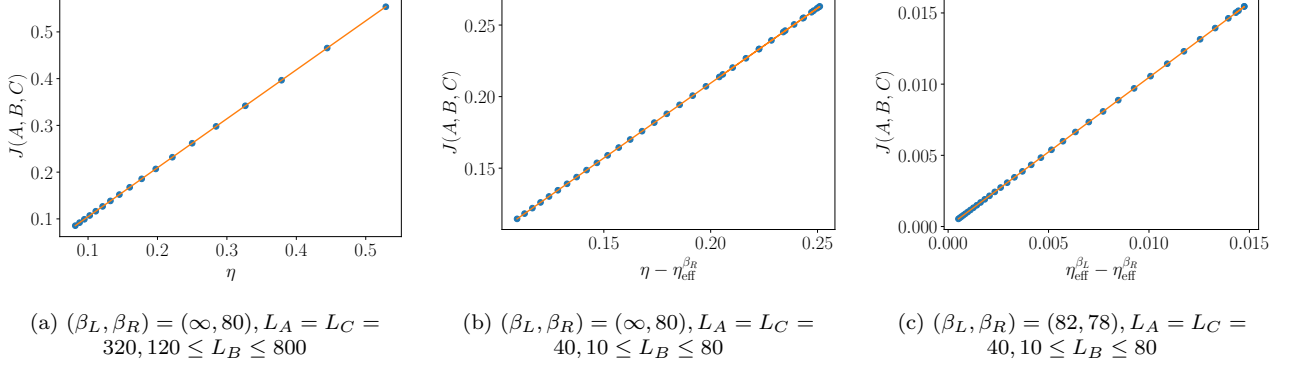 0.5
0.4
0.3
0.2
0.1
J(A, B, C)
0.1 0.2 0.3 0.4 0.5
η
0.25
0.20
0.15
J(A, B, C)
0.15 0.20 0.25
η − η_eff^{β_R}
0.015
0.010
0.005
0.000
J(A, B, C)
0.000 0.005 0.010 0.015
η_eff^{β_L} − η_eff^{β_R}
(a) (β_L, β_R) = (∞, 80), L_A = L_C =
320, 120 ≤ L_B ≤ 800
(b) (β_L, β_R) = (∞, 80), L_A = L_C =
40, 10 ≤ L_B ≤ 80
(c) (β_L, β_R) = (82, 78), L_A = L_C =
40, 10 ≤ L_B ≤ 80